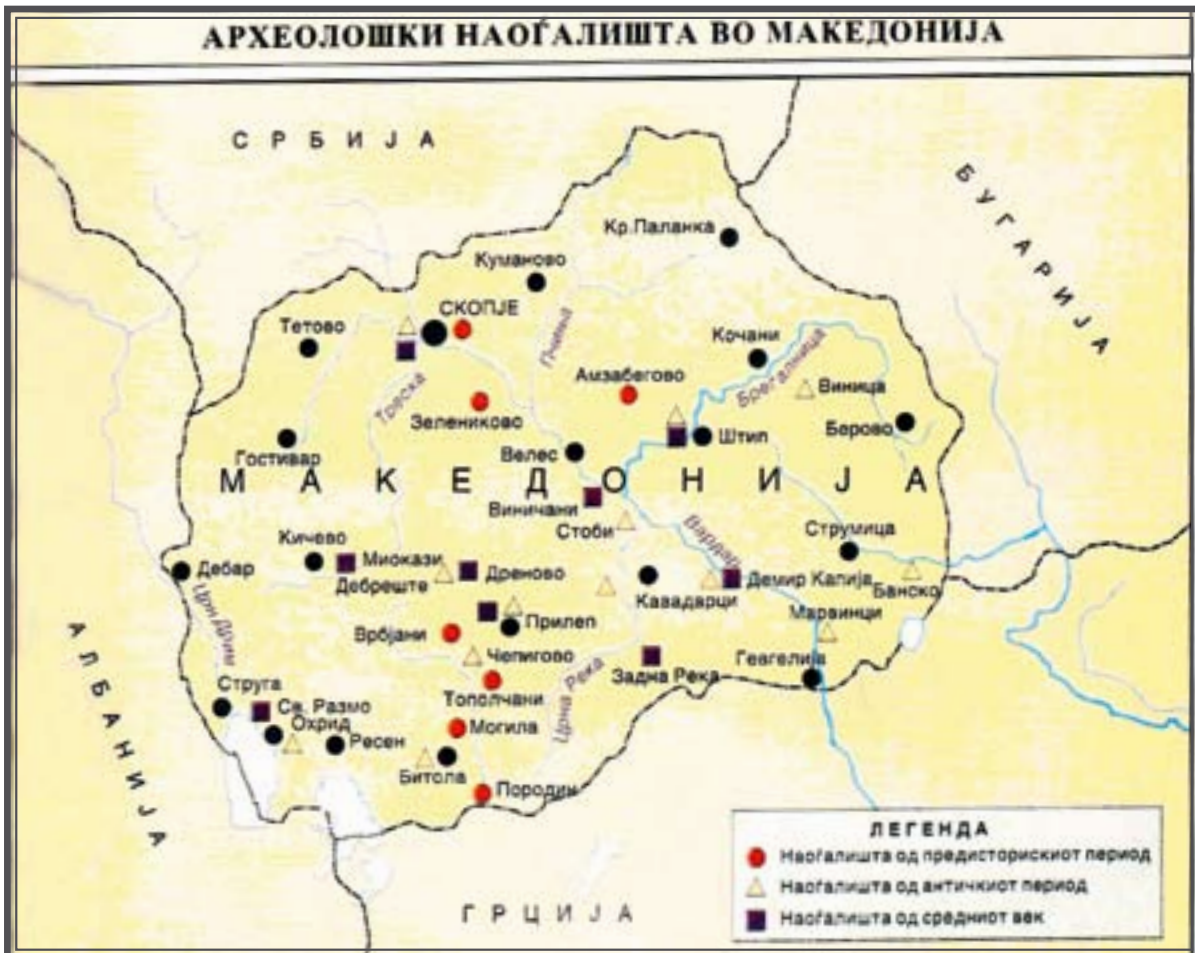 АРХЕОЛОШКИ НАОЃАЛИШТА ВО МАКЕДОНИЈА
СРБИЈА
БУГАРИЈА
Кр.Паланка
Куманово
СКОПЈЕ
Тетово
Пчиња
Кочани
Брегалница
Треска
Амзабегово
Виница
Зелениково
Штип
Берово
Гостивар
Велес
МАКЕДОНИЈА
Виничани
Стоби
Вардар
Струмица
Кичево
Миокази
Дебар
Дебреште
Дреново
Демир Капија
Банско
Кавадарци
Црн Дрим
Марвинци
Прилеп
Врбјани
Чепигово
Гевгелија
Задна Река
Струга
Тополчани
Црна Река
Св. Размо
Охрид
Могила
Ресен
Битола
Породин
АЛБАНИЈА
ГРЦИЈА
ЛЕГЕНДА
Наоѓалишта од предисторискиот период
Наоѓалишта од античкиот период
Наоѓалишта од средниот век